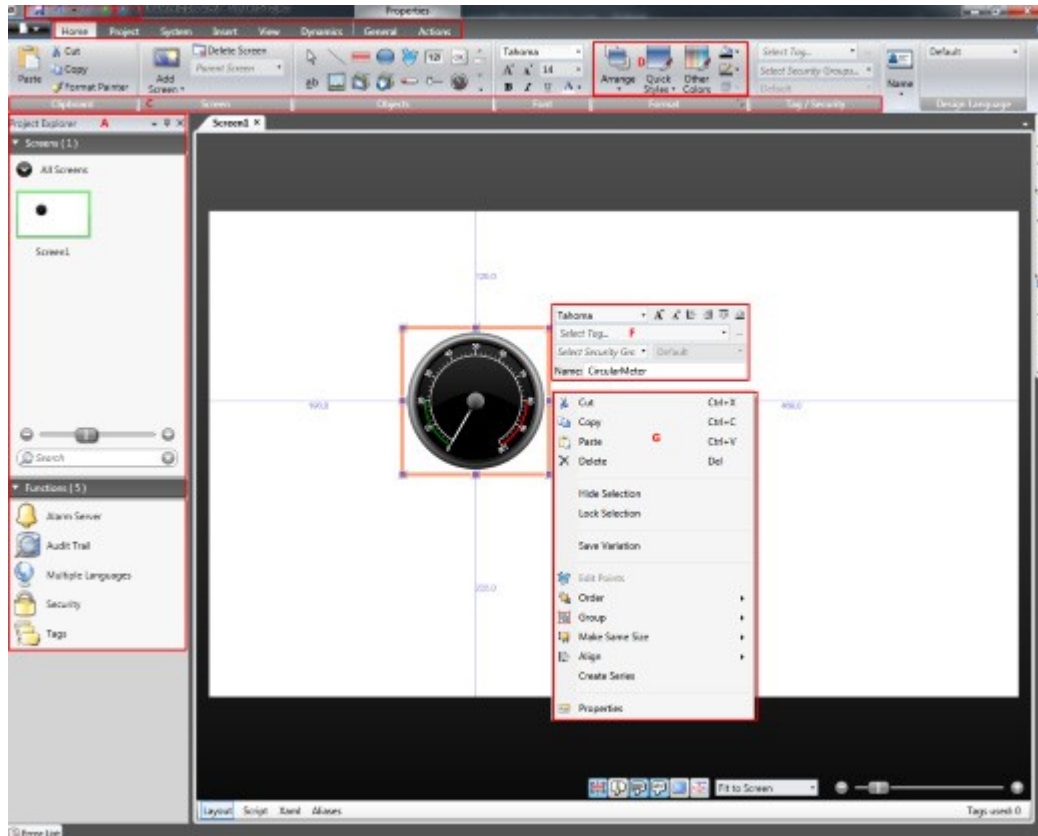 Properties
Home Project System Insert View Dynamics General Actions
Paste
Cut
Copy
Format Painter
Add Screen
Delete Screen
Parent Screen
ab
Tahoma
14
B I U A
Arrange
D
Quick Styles
Other Colors
Select Tag...
Select Security Groups...
Default
Name
Default
Clipboard C Screen Objects Font Format Tag / Security Design Language
Project Explorer A
Screen1 X
Screens (1)
All Screens
Screen1
Search
Functions (5)
Alarm Server
Audit Trail
Multiple Languages
Security
Tags
Tahoma
Select Tag... F
Select Security Gro Default
Name: CircularMeter
Cut Ctrl+X
Copy Ctrl+C
Paste G Ctrl+V
Delete Del
Hide Selection
Lock Selection
Save Variation
Edit Points
Order
Group
Make Same Size
Align
Create Series
Properties
Fit to Screen
Layout Script Xaml Aliases
Tags used: 0
Error List